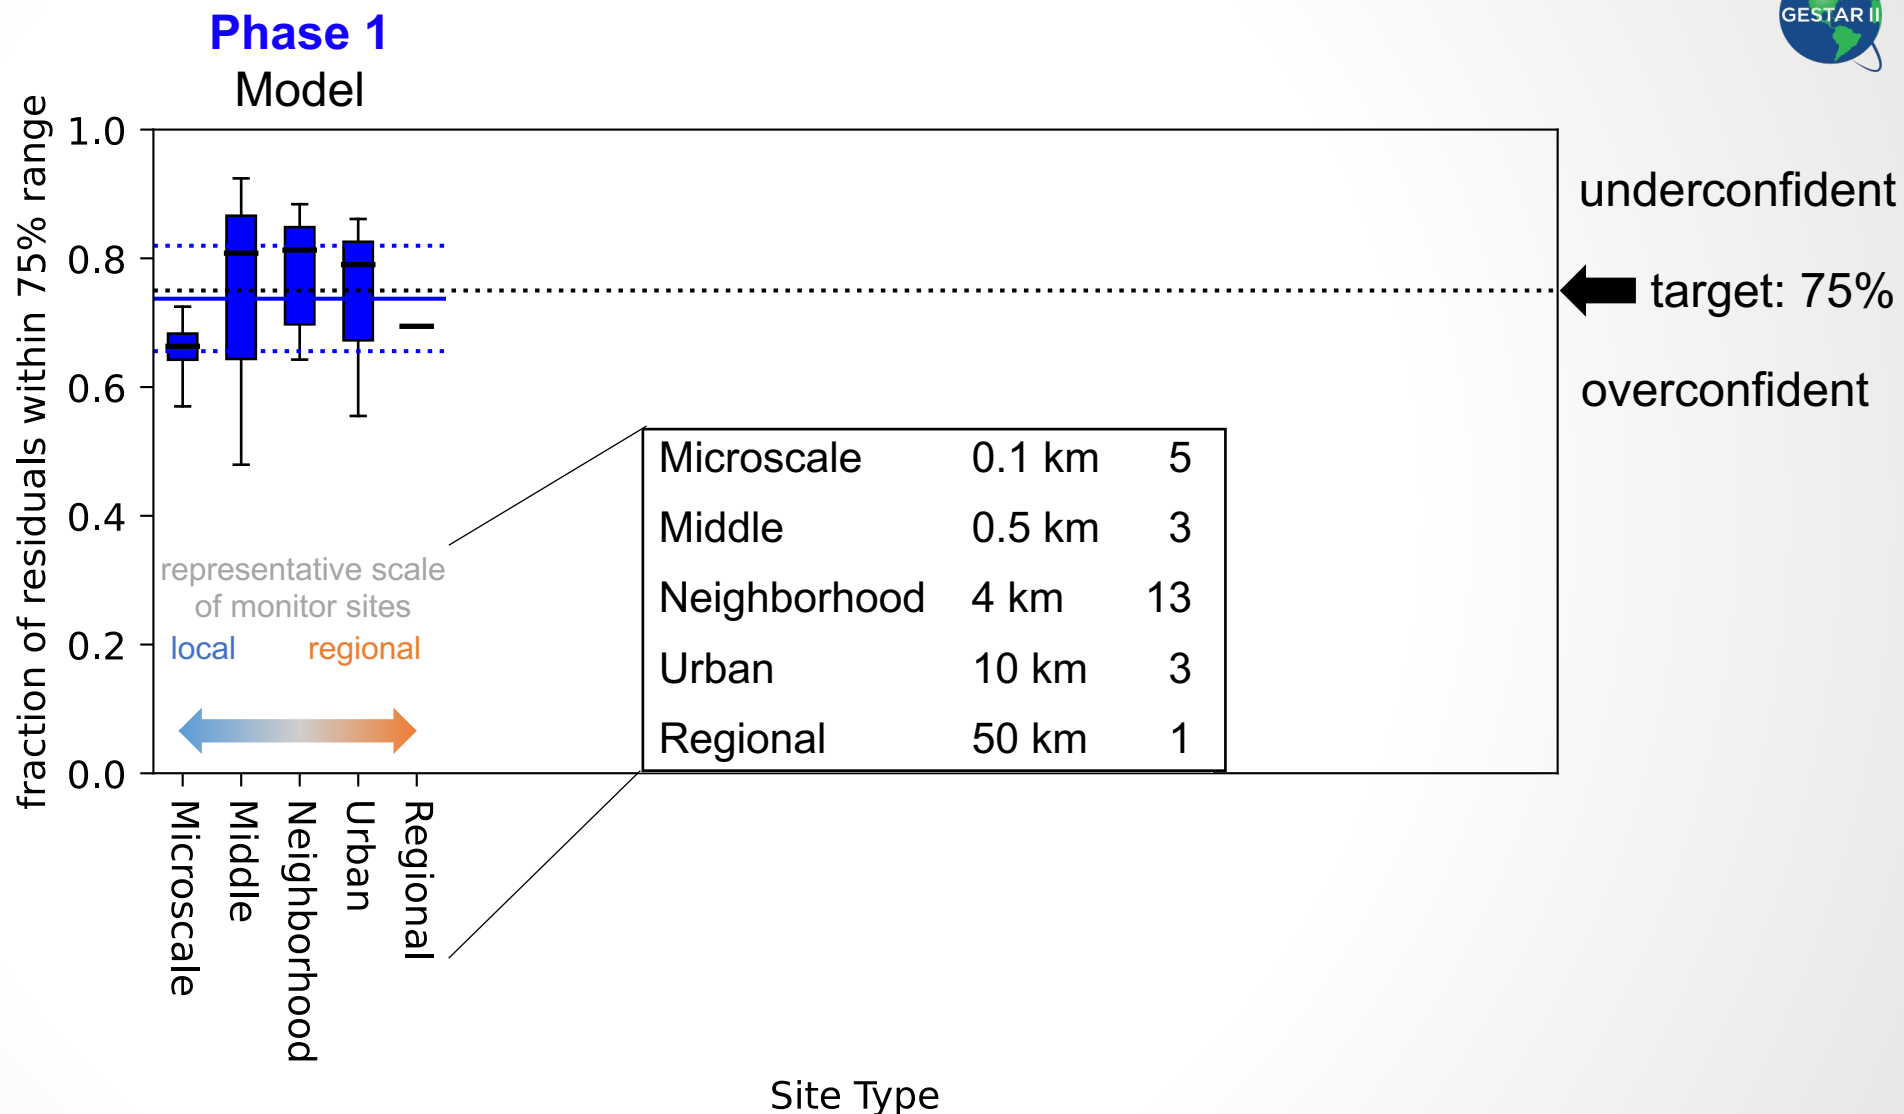 Phase 1
Model
GESTAR II
fraction of residuals within 75% range
1.0
0.8
0.6
0.4
0.2
0.0
underconfident
target: 75%
overconfident
representative scale
of monitor sites
local regional
Microscale 0.1 km 5
Middle 0.5 km 3
Neighborhood 4 km 13
Urban 10 km 3
Regional 50 km 1
Microscale
Middle
Neighborhood
Urban
Regional
Site Type